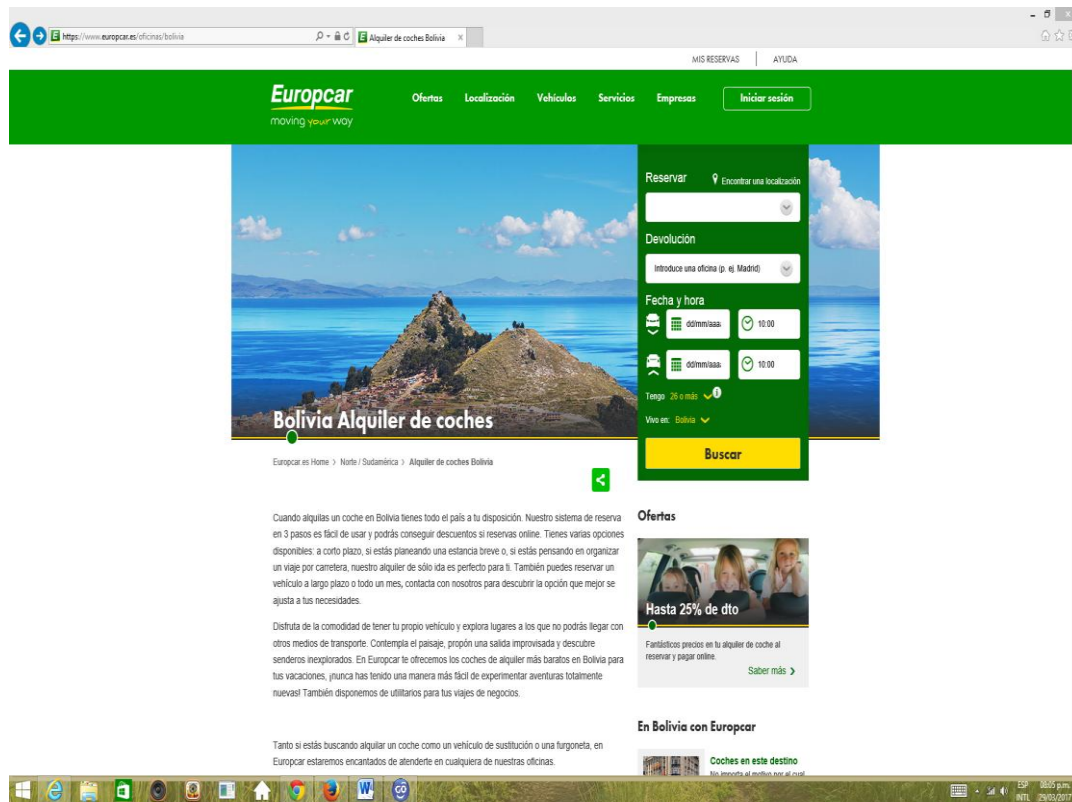 https://www.europcar.es/oficinas/bolivia
Alquiler de coches Bolivia
MIS RESERVAS
AYUDA
Europcar
moving your way
Ofertas
Localización
Vehículos
Servicios
Empresas
Iniciar sesión
Reservar
Encontrar una localización
Devolución
Introduce una oficina (p. ej. Madrid)
Fecha y hora
dd/mm/aaa
10:00
dd/mm/aaa
10:00
Tengo 26 o más
Vivo en: Bolivia
Buscar
Bolivia Alquiler de coches
Europcar.es Home > Norte / Sudamérica > Alquiler de coches Bolivia
Cuando alquilas un coche en Bolivia tienes todo el país a tu disposición. Nuestro sistema de reserva
en 3 pasos es fácil de usar y podrás conseguir descuentos si reservas online. Tienes varias opciones
disponibles: a corto plazo, si estás planeando una estancia breve o, si estás pensando en organizar
un viaje por carretera, nuestro alquiler de sólo ida es perfecto para ti. También puedes reservar un
vehículo a largo plazo o todo un mes, contacta con nosotros para descubrir la opción que mejor se
ajusta a tus necesidades.
Disfruta de la comodidad de tener tu propio vehículo y explora lugares a los que no podrás llegar con
otros medios de transporte. Contempla el paisaje, propón una salida improvisada y descubre
senderos inexplorados. En Europcar te ofrecemos los coches de alquiler más baratos en Bolivia para
tus vacaciones, ¡nunca has tenido una manera más fácil de experimentar aventuras totalmente
nuevas! También disponemos de utilitarios para tus viajes de negocios.
Tanto si estás buscando alquilar un coche como un vehículo de sustitución o una furgoneta, en
Europcar estaremos encantados de atenderte en cualquiera de nuestras oficinas.
Ofertas
Hasta 25% de dto
Fantásticos precios en tu alquiler de coche al
reservar y pagar online.
Saber más
En Bolivia con Europcar
Coches en este destino
No importa el motivo por el cual
ESP
INTL
08:05 p.m.
29/03/2017